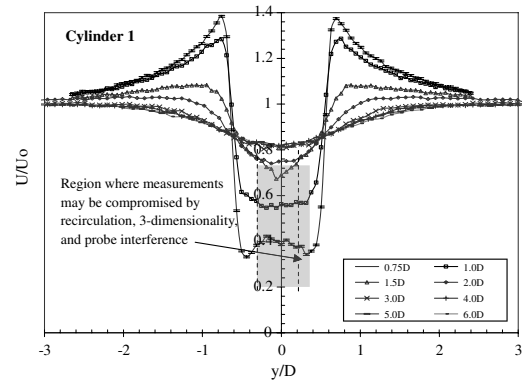 Cylinder 1
U/Uo
1.4
1.2
1
0.8
0.6
0.4
0.2
0
Region where measurements
may be compromised by
recirculation, 3-dimensionality,
and probe interference
0.75D 1.0D
1.5D 2.0D
3.0D 4.0D
5.0D 6.0D
-3 -2 -1 0 1 2 3
y/D